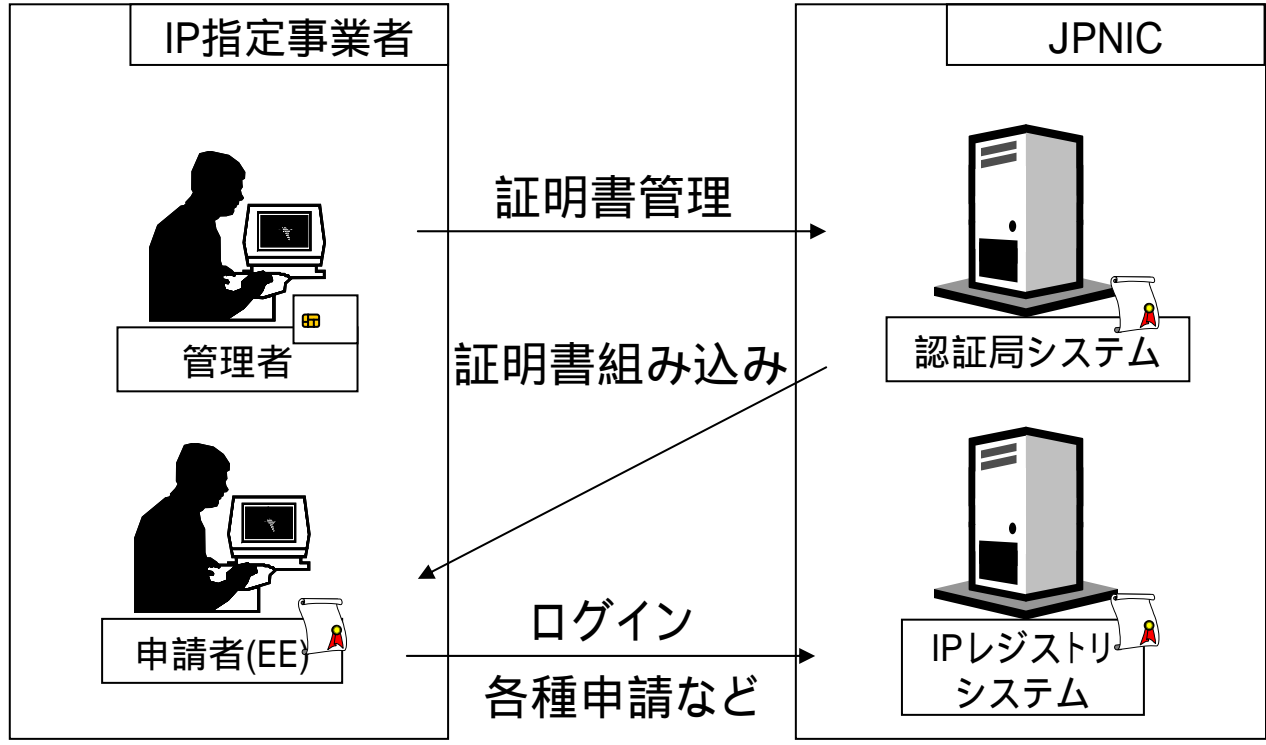 IP指定事業者
JPNIC
証明書管理
管理者
認証局システム
証明書組み込み
申請者(EE)
ログイン
各種申請など
IPレジストリ
システム